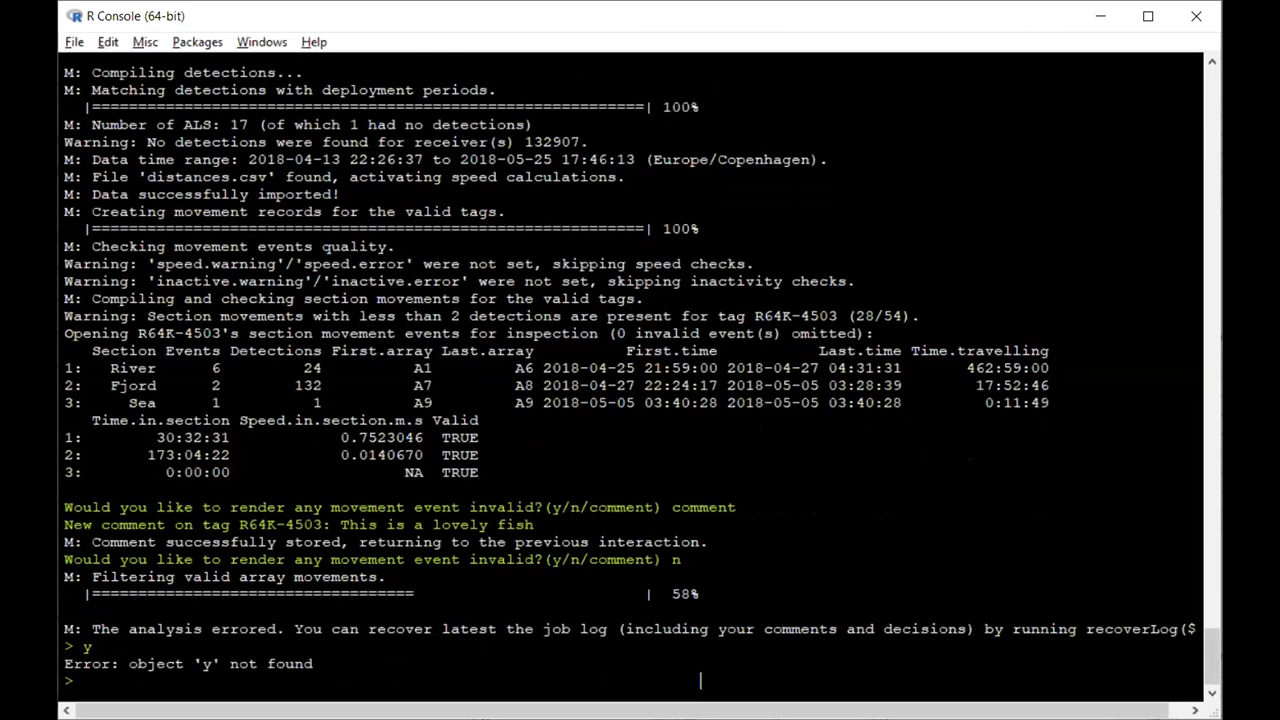 R Console (64-bit)
File Edit Misc Packages Windows Help
M: Compiling detections...
M: Matching detections with deployment periods.
|=============================================================| 100%
M: Number of ALS: 17 (of which 1 had no detections)
Warning: No detections were found for receiver(s) 132907.
M: Data time range: 2018-04-13 22:26:37 to 2018-05-25 17:46:13 (Europe/Copenhagen).
M: File 'distances.csv' found, activating speed calculations.
M: Data successfully imported!
M: Creating movement records for the valid tags.
|=============================================================| 100%
M: Checking movement events quality.
Warning: 'speed.warning'/'speed.error' were not set, skipping speed checks.
Warning: 'inactive.warning'/'inactive.error' were not set, skipping inactivity checks.
M: Compiling and checking section movements for the valid tags.
Warning: Section movements with less than 2 detections are present for tag R64K-4503 (28/54).
Opening R64K-4503's section movement events for inspection (0 invalid event(s) omitted):
Section Events Detections First.array Last.array First.time Last.time Time.travelling
1: River 6 24 A1 A6 2018-04-25 21:59:00 2018-04-27 04:31:31 462:59:00
2: Fjord 2 132 A7 A8 2018-04-27 22:24:17 2018-05-05 03:28:39 17:52:46
3: Sea 1 1 A9 A9 2018-05-05 03:40:28 2018-05-05 03:40:28 0:11:49
Time.in.section Speed.in.section.m.s Valid
1: 30:32:31 0.7523046 TRUE
2: 173:04:22 0.0140670 TRUE
3: 0:00:00 NA TRUE
Would you like to render any movement event invalid?(y/n/comment) comment
New comment on tag R64K-4503: This is a lovely fish
M: Comment successfully stored, returning to the previous interaction.
Would you like to render any movement event invalid?(y/n/comment) n
M: Filtering valid array movements.
|=================================== | 58%
M: The analysis errored. You can recover latest the job log (including your comments and decisions) by running recoverLog($
> y
Error: object 'y' not found
>